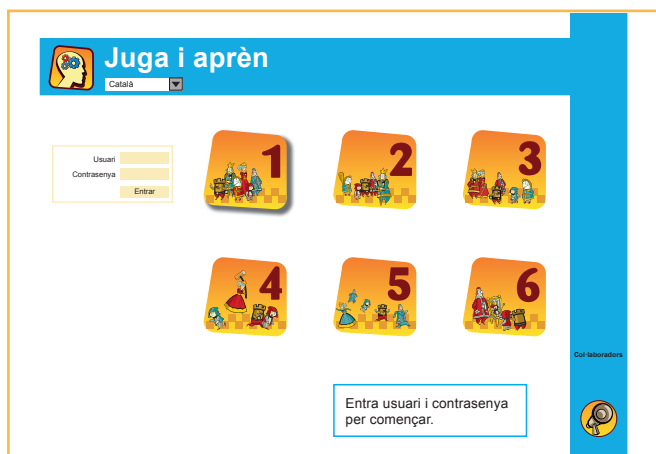 Juga i aprèn
Català
Usuari
Contrasenya
Entrar
1
2
3
4
5
6
Col·laboradors
Entra usuari i contrasenya
per començar.